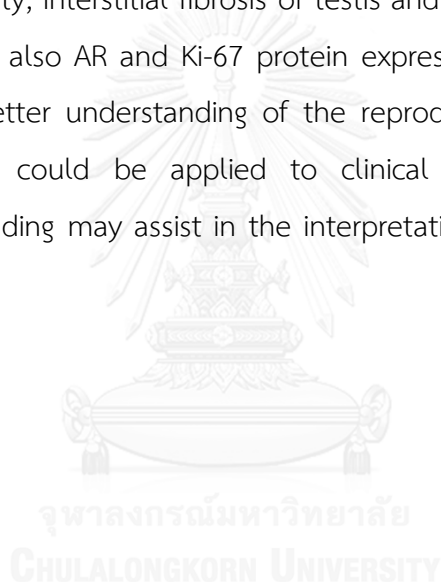 ty, interstitial fibrosis of testis and
also AR and Ki-67 protein expres
etter understanding of the reprod
could be applied to clinical
ding may assist in the interpretati
จุฬาลงกรณ์มหาวิทยาลัย
CHULALONGKORN UNIVERSITY